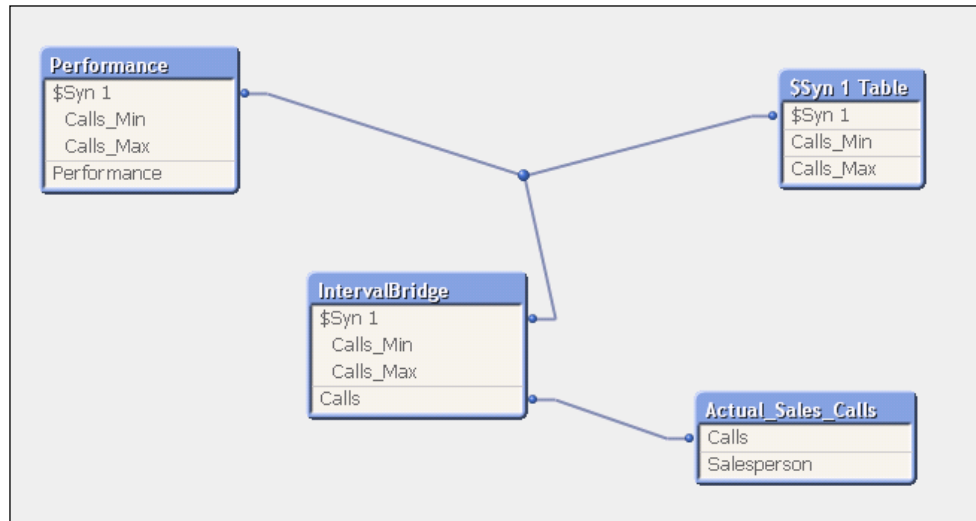 Performance
$Syn 1
Calls_Min
Calls_Max
Performance
$Syn 1 Table
$Syn 1
Calls_Min
Calls_Max
IntervalBridge
$Syn 1
Calls_Min
Calls_Max
Calls
Actual_Sales_Calls
Calls
Salesperson